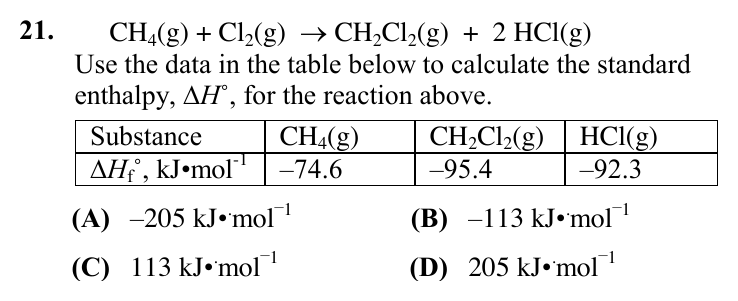 21. CH₄(g) + Cl₂(g) → CH₂Cl₂(g) + 2 HCl(g)
Use the data in the table below to calculate the standard
enthalpy, ΔH°, for the reaction above.
Substance CH₄(g) CH₂Cl₂(g) HCl(g)
ΔHf°, kJ•mol⁻¹ –74.6 –95.4 –92.3
(A) –205 kJ•mol⁻¹ (B) –113 kJ•mol⁻¹
(C) 113 kJ•mol⁻¹ (D) 205 kJ•mol⁻¹